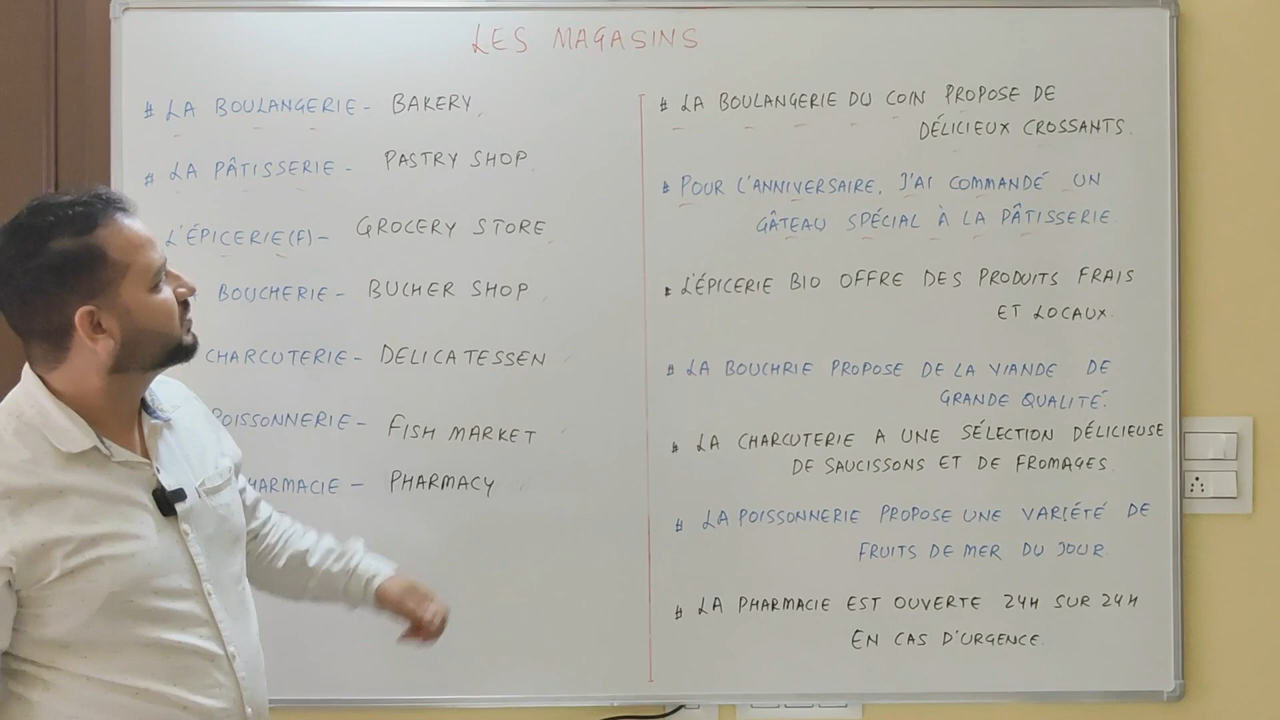 LES MAGASINS
# LA BOULANGERIE - BAKERY
# LA PÂTISSERIE - PASTRY SHOP
L'ÉPICERIE(F) - GROCERY STORE
BOUCHERIE - BUCHER SHOP
CHARCUTERIE - DELICATESSEN
POISSONNERIE - FISH MARKET
HARMACIE - PHARMACY
# LA BOULANGERIE DU COIN PROPOSE DE
DÉLICIEUX CROSSANTS.
# POUR L'ANNIVERSAIRE, J'AI COMMANDÉ UN
GÂTEAU SPÉCIAL À LA PÂTISSERIE.
# L'ÉPICERIE BIO OFFRE DES PRODUITS FRAIS
ET LOCAUX.
# LA BOUCHRIE PROPOSE DE LA VIANDE DE
GRANDE QUALITÉ.
# LA CHARCUTERIE A UNE SÉLECTION DÉLICIEUSE
DE SAUCISSONS ET DE FROMAGES.
# LA POISSONNERIE PROPOSE UNE VARIÉTÉ DE
FRUITS DE MER DU JOUR.
# LA PHARMACIE EST OUVERTE 24H SUR 24H
EN CAS D'URGENCE.